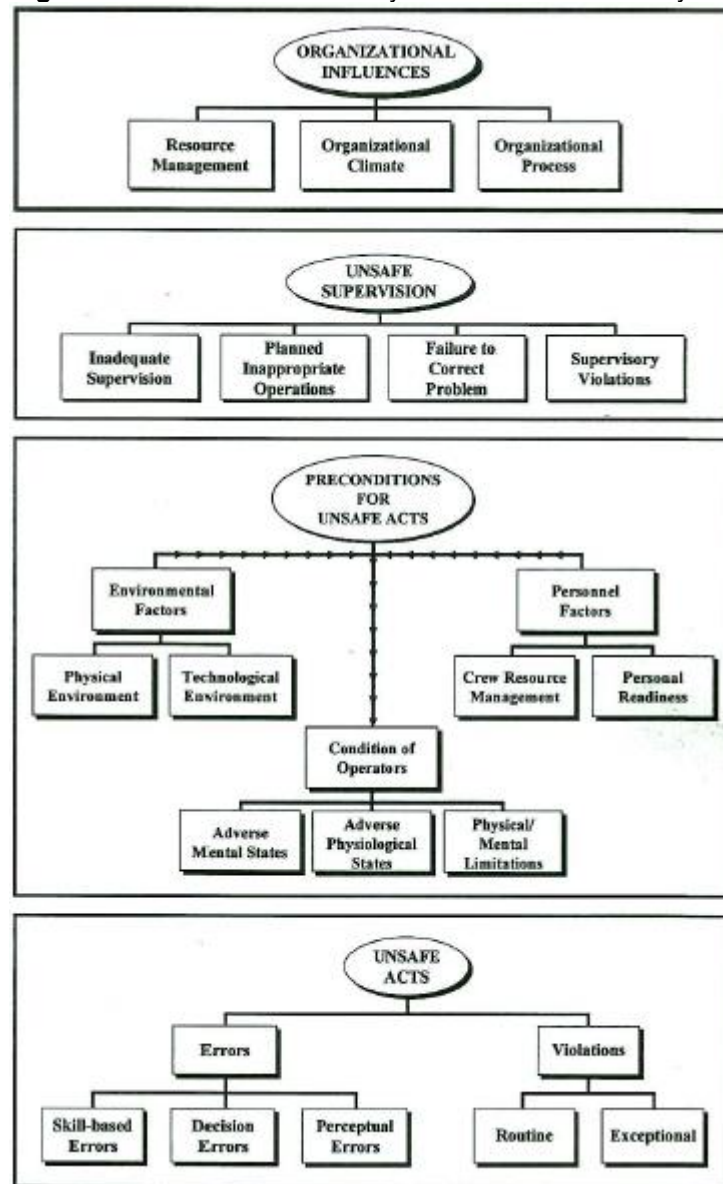 ORGANIZATIONAL
INFLUENCES
Resource
Management
Organizational
Climate
Organizational
Process
UNSAFE
SUPERVISION
Inadequate
Supervision
Planned
Inappropriate
Operations
Failure to
Correct
Problem
Supervisory
Violations
PRECONDITIONS
FOR
UNSAFE ACTS
Environmental
Factors
Personnel
Factors
Physical
Environment
Technological
Environment
Crew Resource
Management
Personal
Readiness
Condition of
Operators
Adverse
Mental States
Adverse
Physiological
States
Physical/
Mental
Limitations
UNSAFE
ACTS
Errors
Violations
Skill-based
Errors
Decision
Errors
Perceptual
Errors
Routine
Exceptional